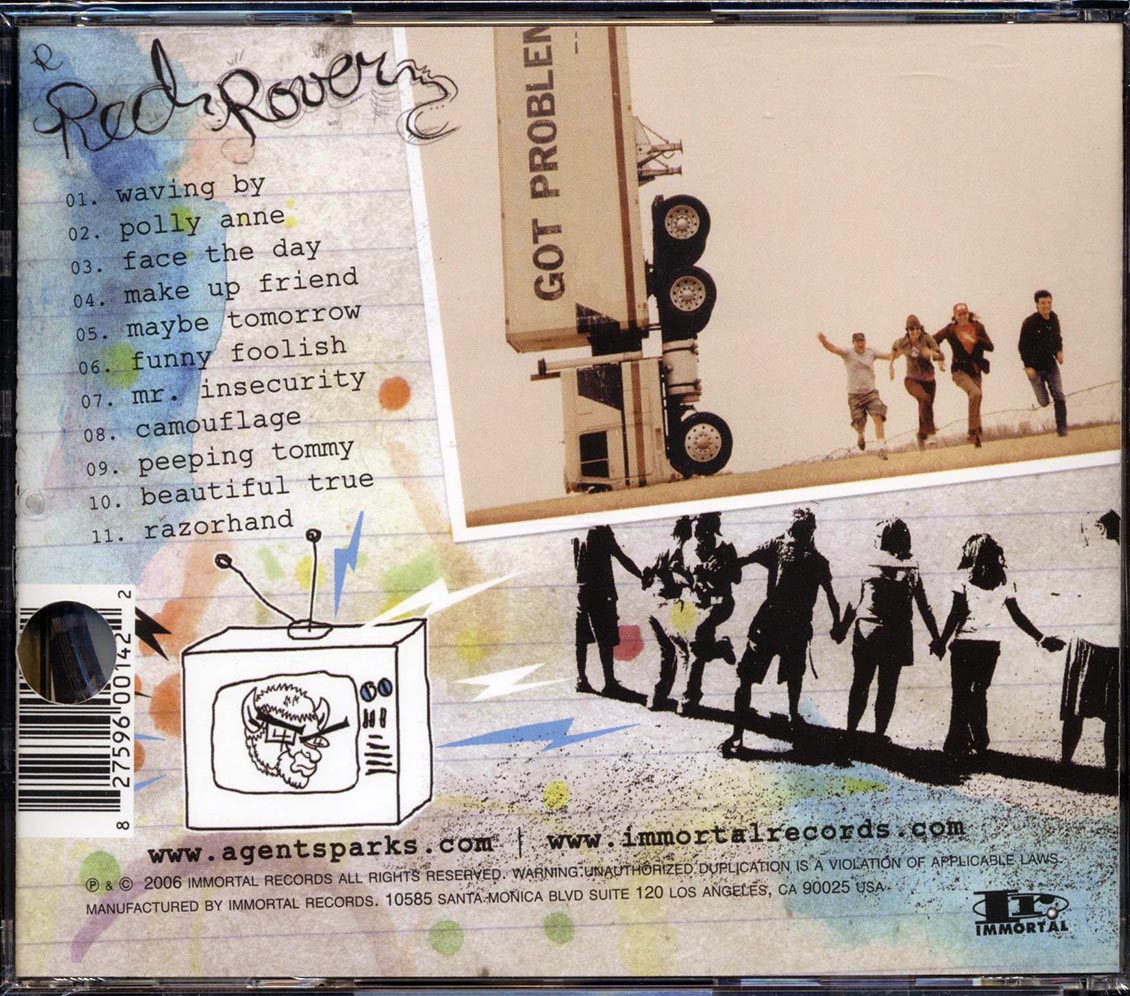 R
Red Rover
01. waving by
02. polly anne
03. face the day
04. make up friend
05. maybe tomorrow
06. funny foolish
07. mr. insecurity
08. camouflage
09. peeping tommy
10. beautiful true
11. razorhand
GOT PROBLEM
8 27596 00142 2
www.agentsparks.com | www.immortalrecords.com
℗ & © 2006 IMMORTAL RECORDS ALL RIGHTS RESERVED. WARNING:UNAUTHORIZED DUPLICATION IS A VIOLATION OF APPLICABLE LAWS.
MANUFACTURED BY IMMORTAL RECORDS. 10585 SANTA MONICA BLVD SUITE 120 LOS ANGELES, CA 90025 USA
Ir.
IMMORTAL